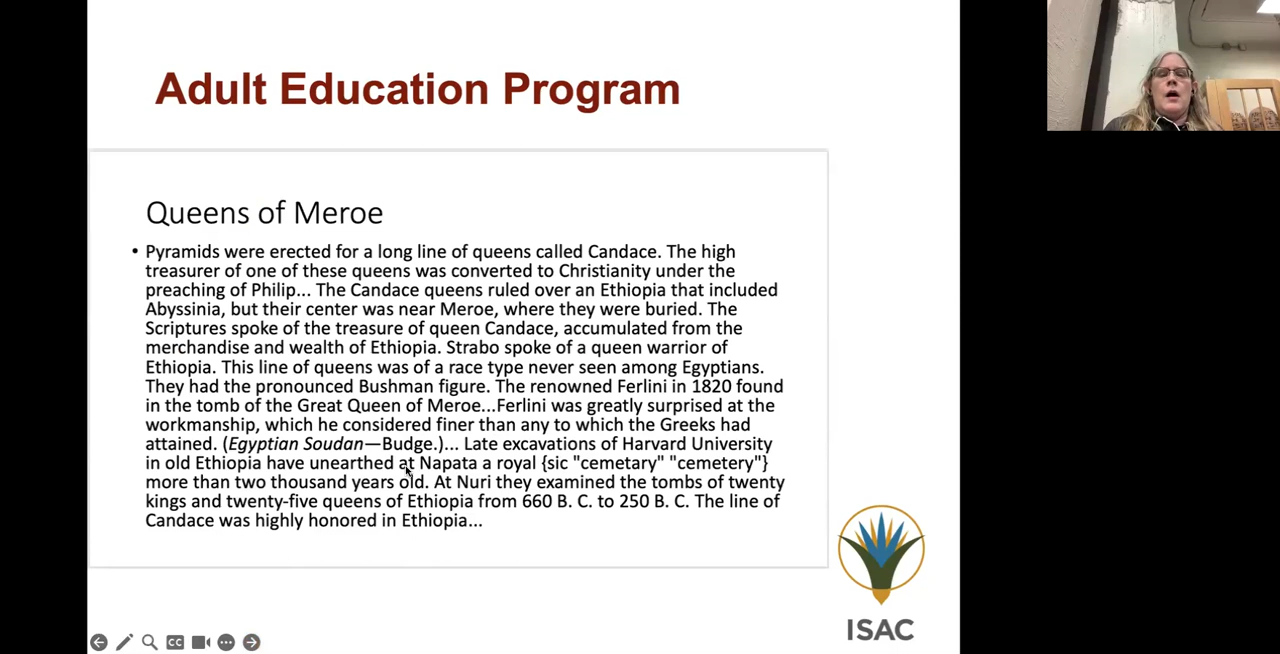 Adult Education Program
Queens of Meroe
• Pyramids were erected for a long line of queens called Candace. The high
treasurer of one of these queens was converted to Christianity under the
preaching of Philip... The Candace queens ruled over an Ethiopia that included
Abyssinia, but their center was near Meroe, where they were buried. The
Scriptures spoke of the treasure of queen Candace, accumulated from the
merchandise and wealth of Ethiopia. Strabo spoke of a queen warrior of
Ethiopia. This line of queens was of a race type never seen among Egyptians.
They had the pronounced Bushman figure. The renowned Ferlini in 1820 found
in the tomb of the Great Queen of Meroe...Ferlini was greatly surprised at the
workmanship, which he considered finer than any to which the Greeks had
attained. (Egyptian Soudan—Budge.)... Late excavations of Harvard University
in old Ethiopia have unearthed at Napata a royal {sic "cemetary" "cemetery"}
more than two thousand years old. At Nuri they examined the tombs of twenty
kings and twenty-five queens of Ethiopia from 660 B. C. to 250 B. C. The line of
Candace was highly honored in Ethiopia...
ISAC
CC